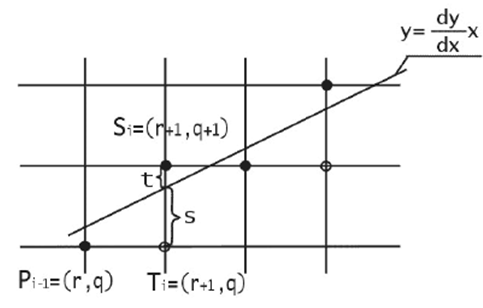 y= dy/dx x
Sᵢ=(r+1,q+1)
t
s
Pᵢ₋₁=(r,q)
Tᵢ=(r+1,q)